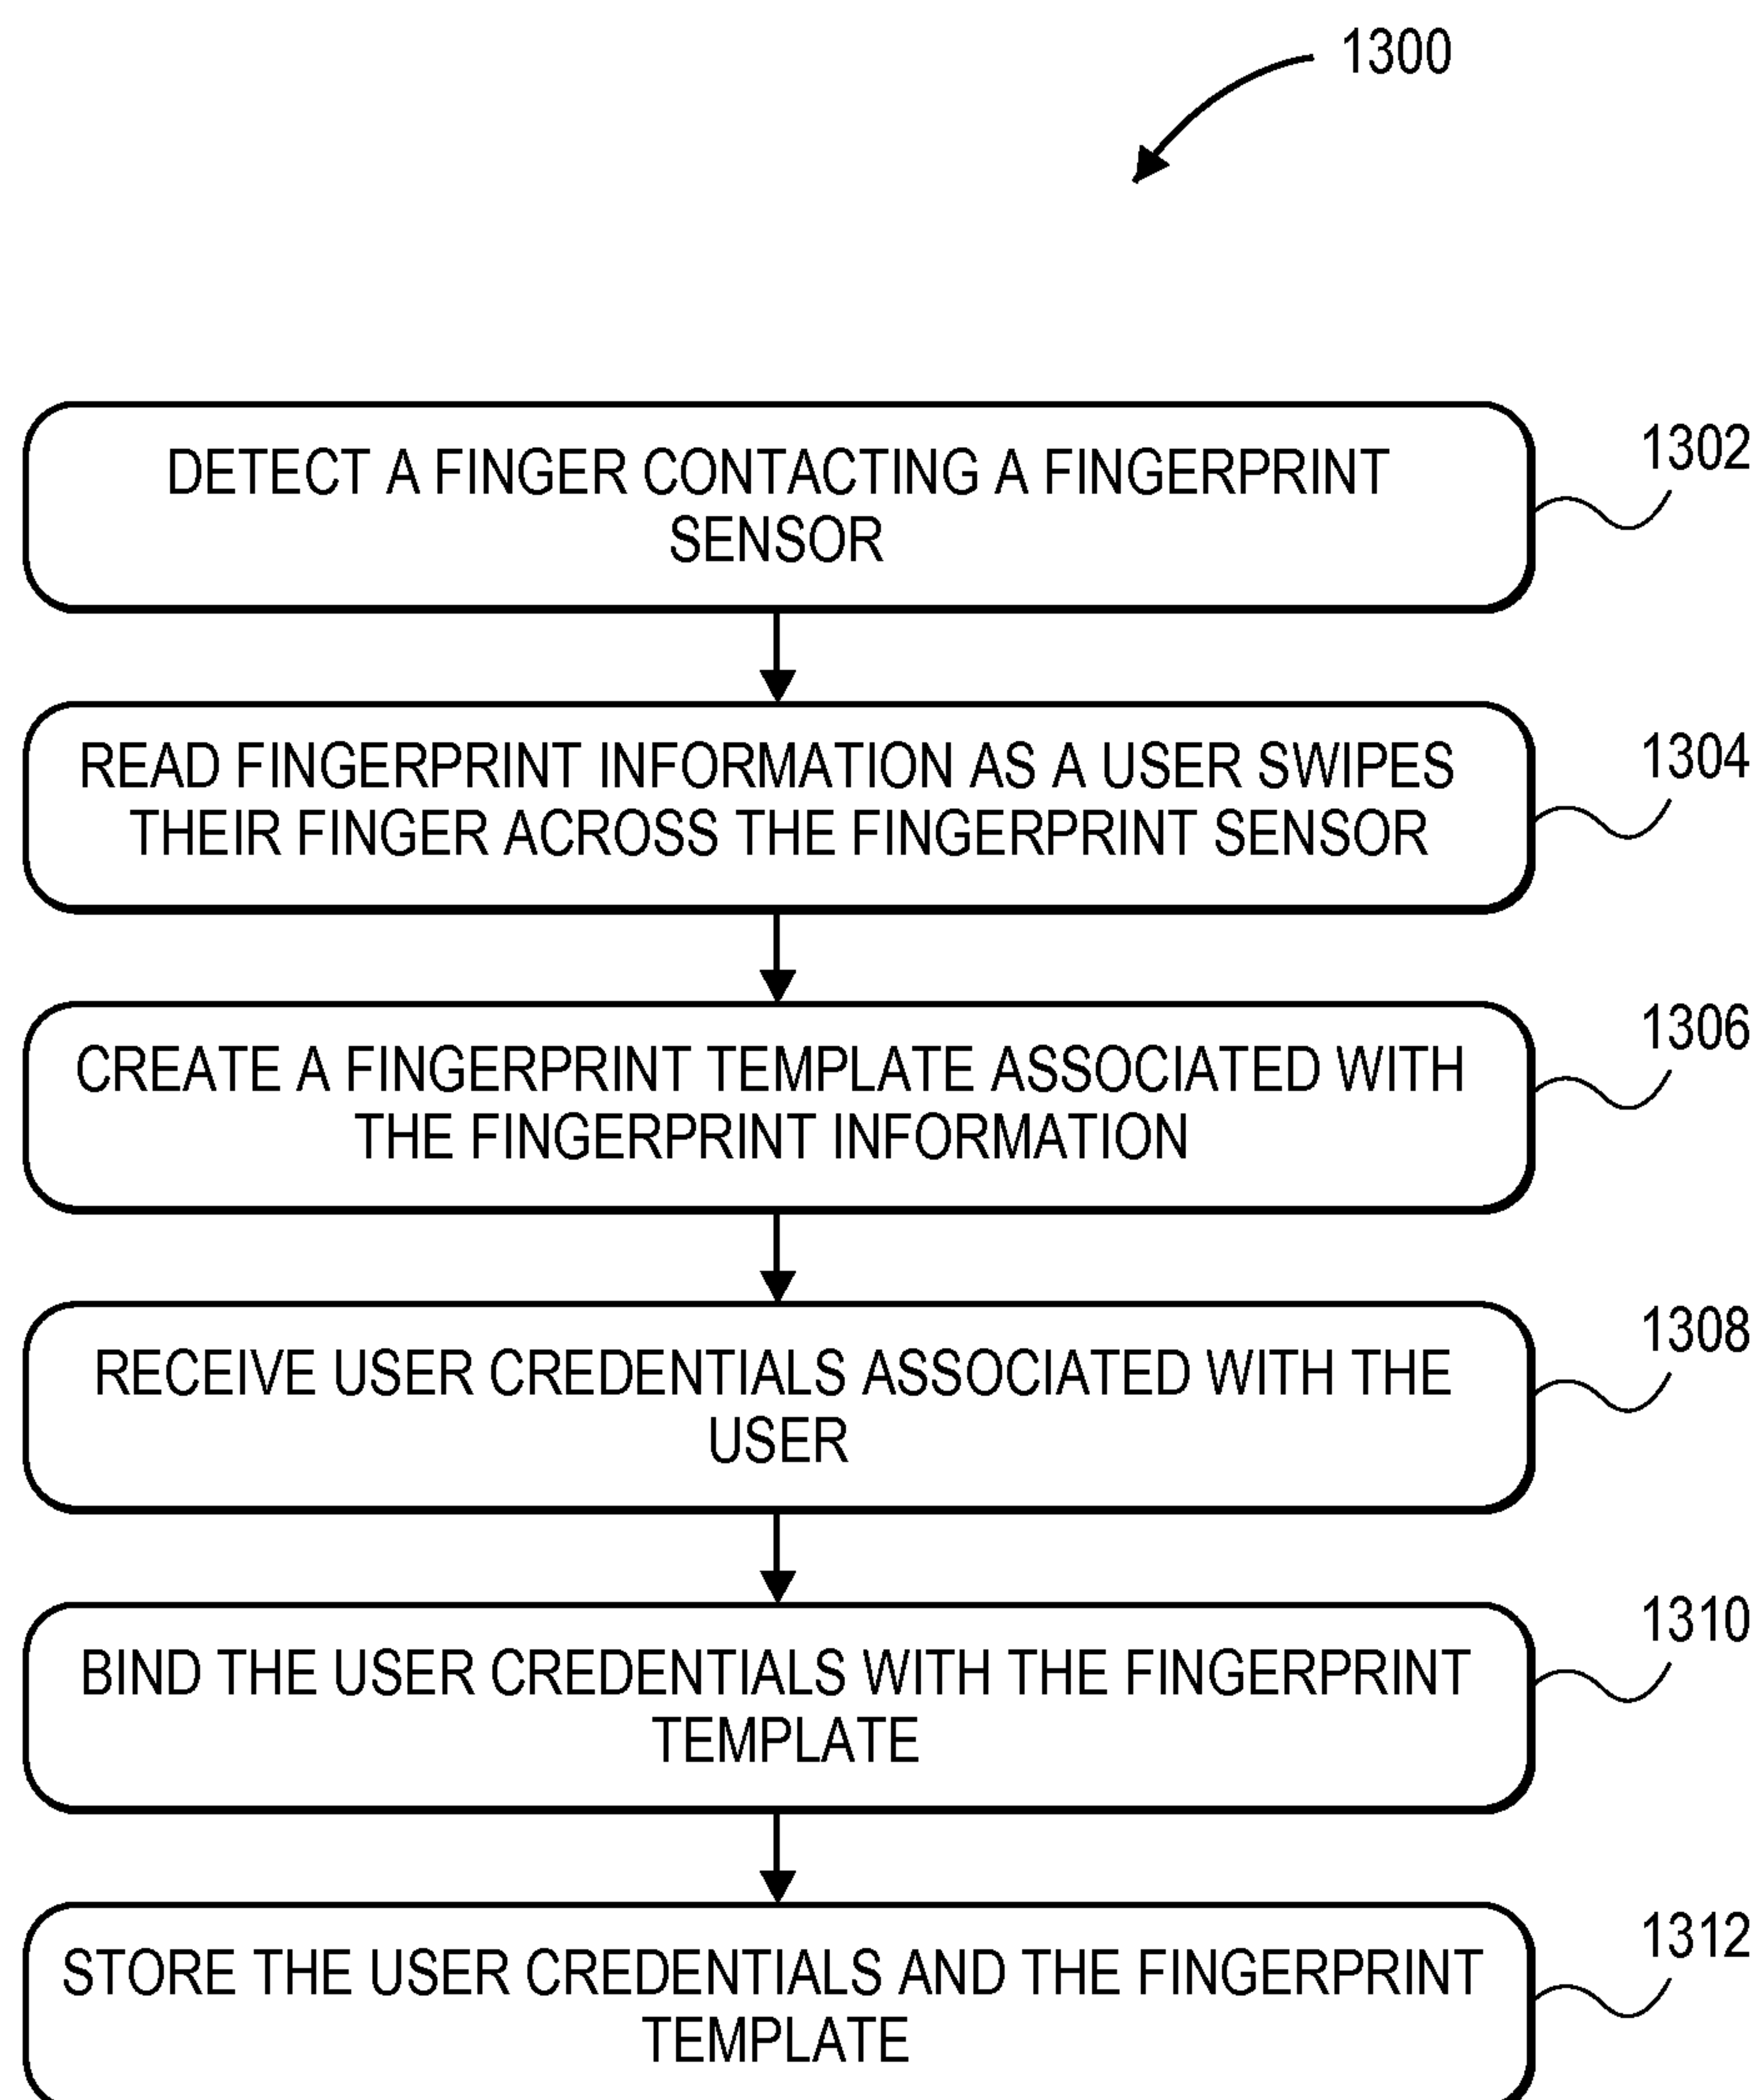 1300
DETECT A FINGER CONTACTING A FINGERPRINT
SENSOR
1302
READ FINGERPRINT INFORMATION AS A USER SWIPES
THEIR FINGER ACROSS THE FINGERPRINT SENSOR
1304
CREATE A FINGERPRINT TEMPLATE ASSOCIATED WITH
THE FINGERPRINT INFORMATION
1306
RECEIVE USER CREDENTIALS ASSOCIATED WITH THE
USER
1308
BIND THE USER CREDENTIALS WITH THE FINGERPRINT
TEMPLATE
1310
STORE THE USER CREDENTIALS AND THE FINGERPRINT
TEMPLATE
1312